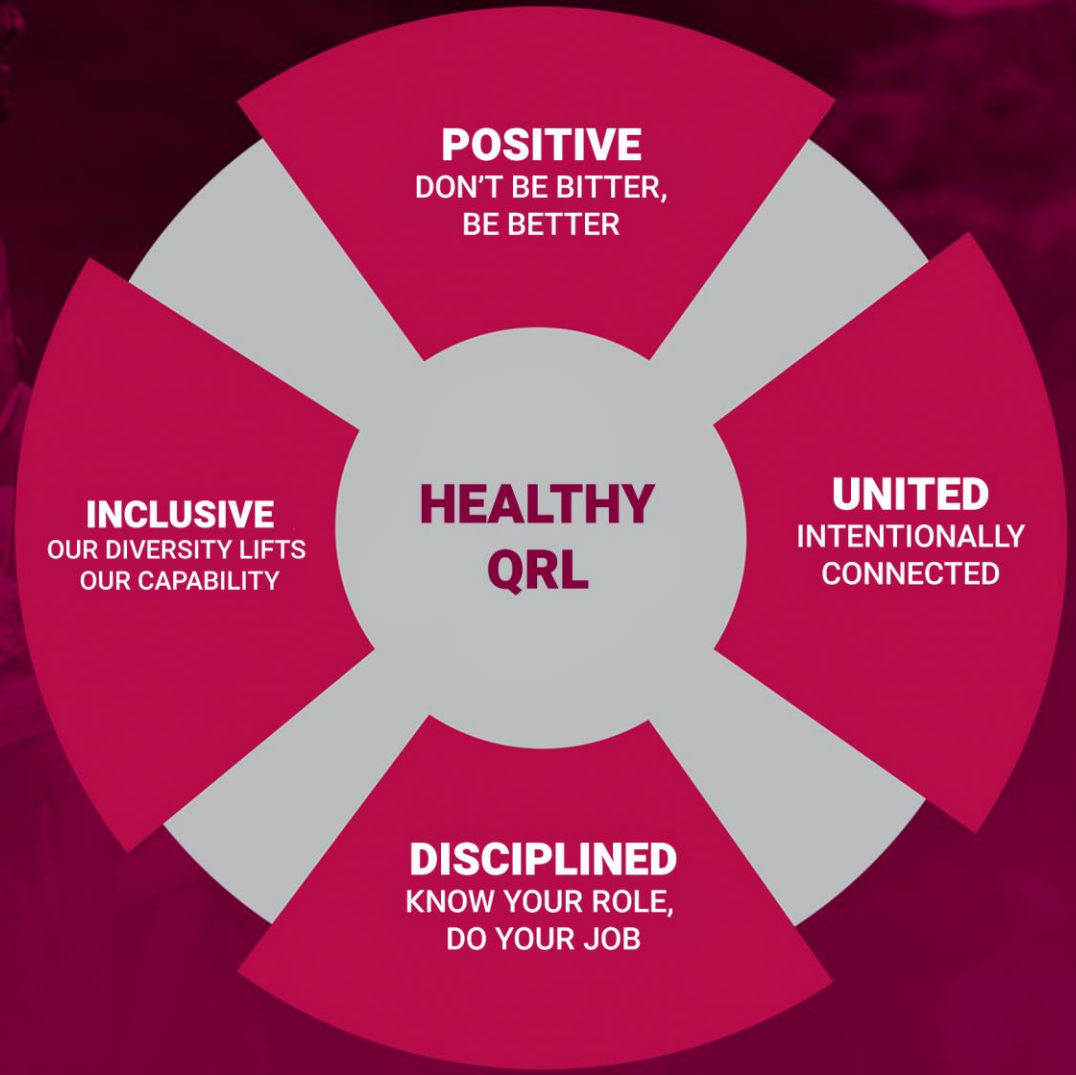 POSITIVE
DON'T BE BITTER,
BE BETTER
HEALTHY
QRL
UNITED
INTENTIONALLY
CONNECTED
INCLUSIVE
OUR DIVERSITY LIFTS
OUR CAPABILITY
DISCIPLINED
KNOW YOUR ROLE,
DO YOUR JOB